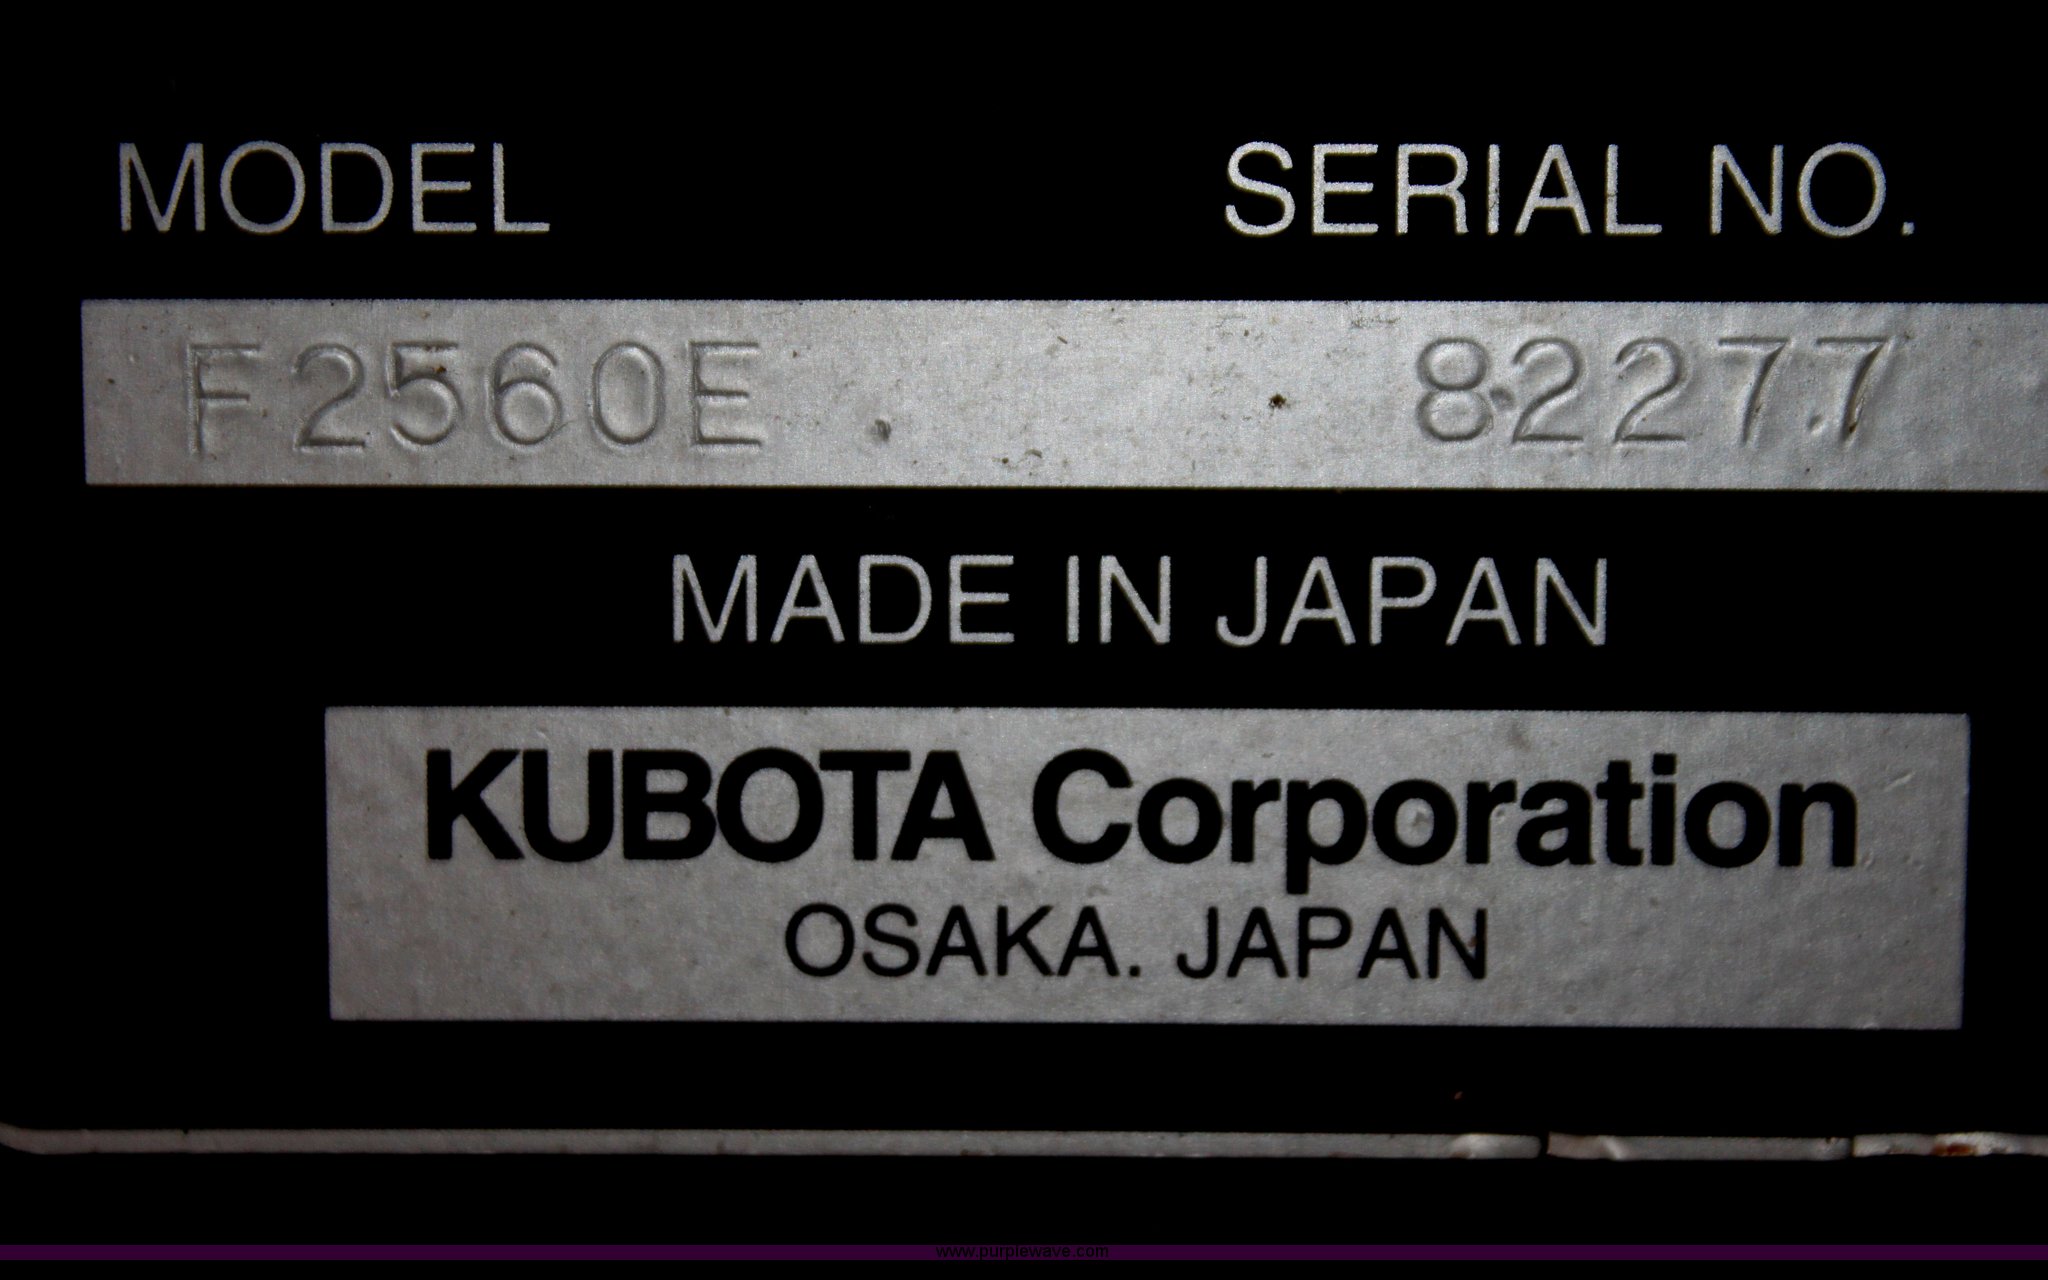 MODEL SERIAL NO.
F2560E 82277
MADE IN JAPAN
KUBOTA Corporation
OSAKA. JAPAN
www.purplewave.com